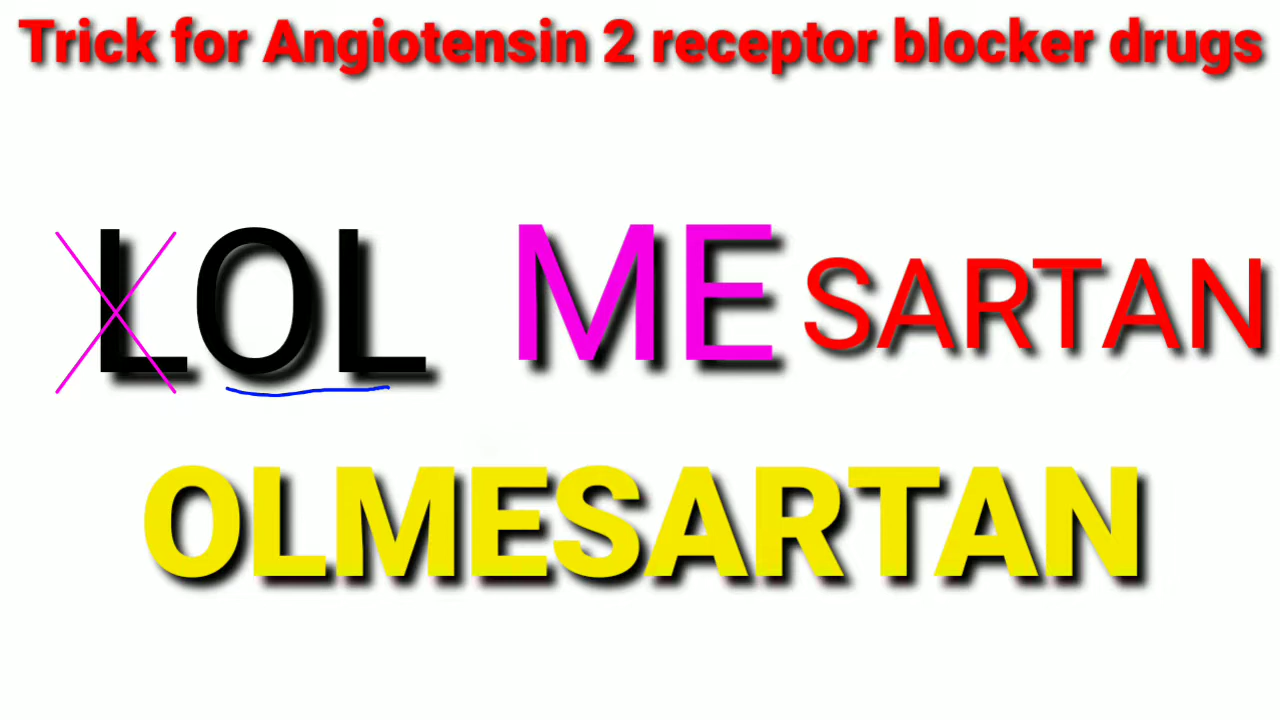 Trick for Angiotensin 2 receptor blocker drugs
LOL ME SARTAN
OLMESARTAN